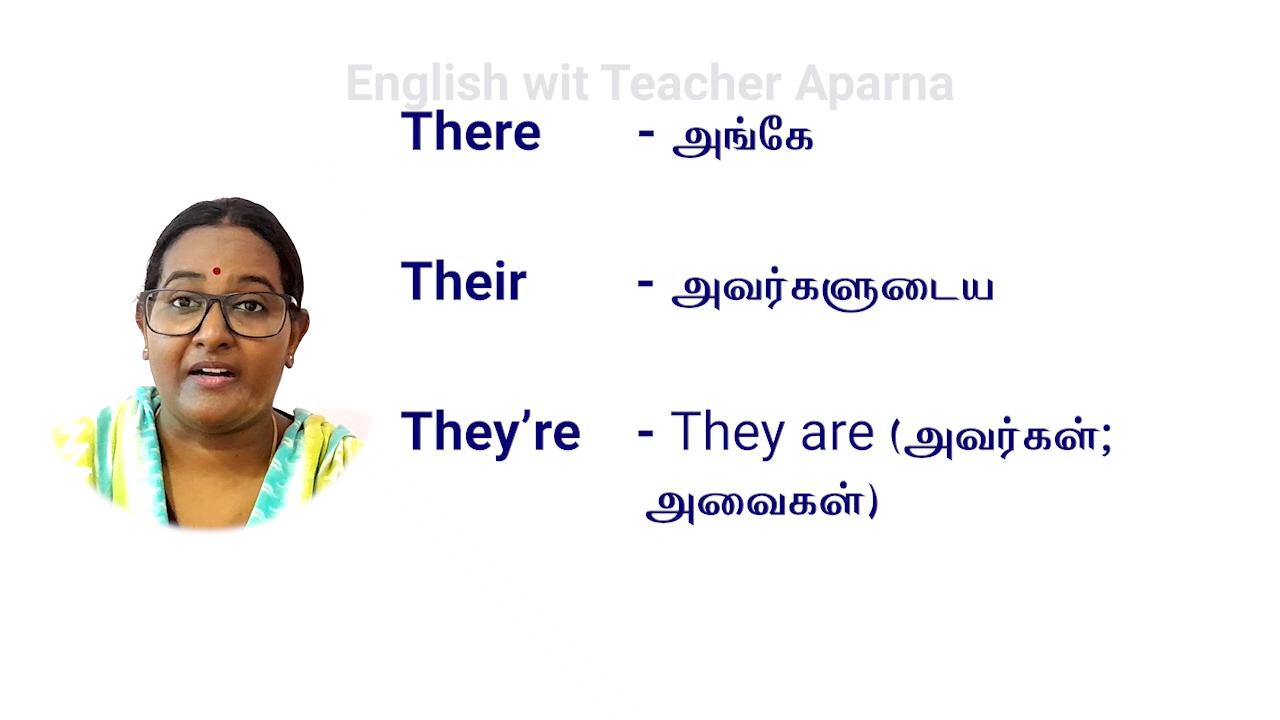 English wit Teacher Aparna
There - அங்கே
Their - அவர்களுடைய
They’re - They are (அவர்கள்;
அவைகள்)